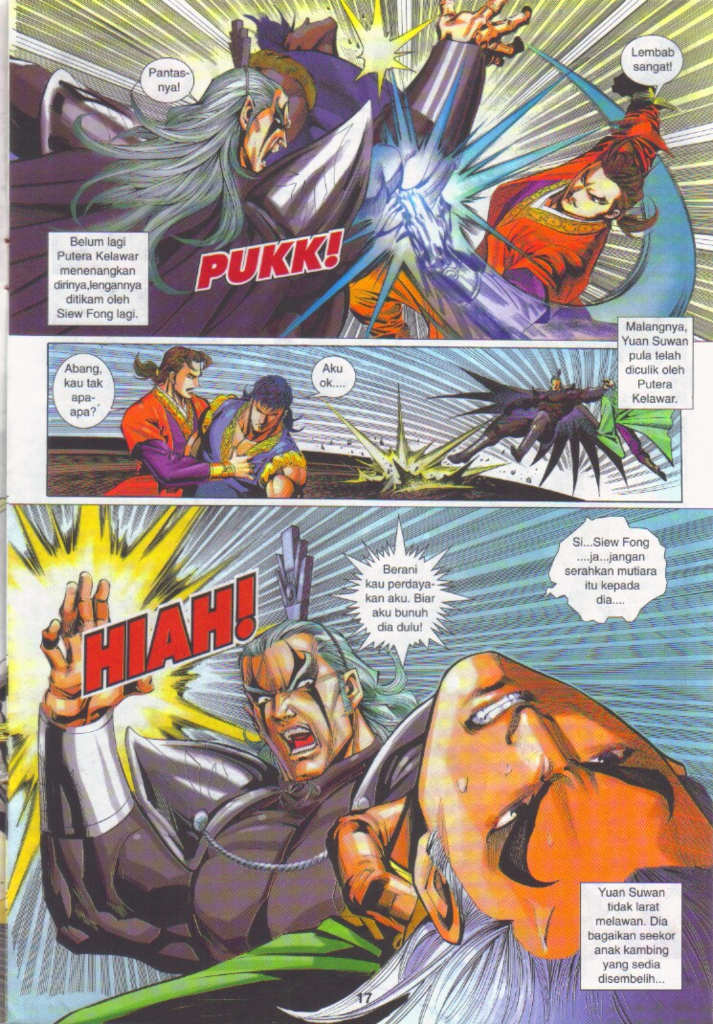 Pantas-
nya!
Lembab
sangat!
PUKK!
Belum lagi
Putera Kelawar
menenangkan
dirinya,lengannya
ditikam oleh
Siew Fong lagi.
Malangnya,
Yuan Suwan
pula telah
diculik oleh
Putera
Kelawar.
Abang,
kau tak
apa-
apa?
Aku
ok....
HIAH!
Berani
kau perdaya-
kan aku. Biar
aku bunuh
dia dulu!
Si...Siew Fong
....ja...jangan
serahkan mutiara
itu kepada
dia....
Yuan Suwan
tidak larat
melawan. Dia
bagaikan seekor
anak kambing
yang sedia
disembelih...
17